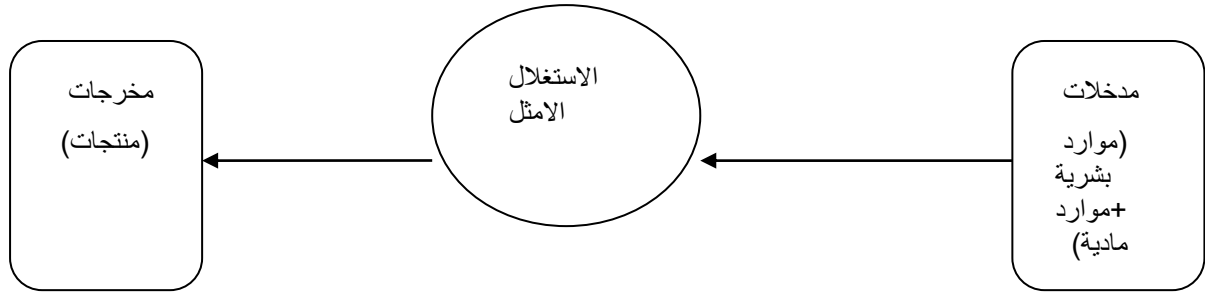 مدخلات
(موارد
بشرية
+موارد
مادية)
الاستغلال
الامثل
مخرجات
(منتجات)